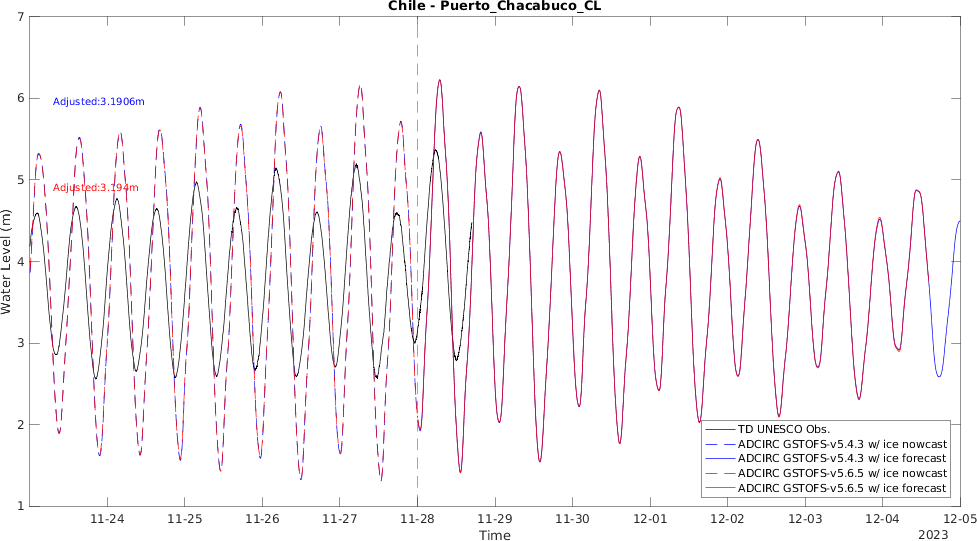 Chile - Puerto_Chacabuco_CL
7
6
5
4
3
2
1
Water Level (m)
Adjusted:3.1906m
Adjusted:3.194m
TD UNESCO Obs.
ADCIRC GSTOFS-v5.4.3 w/ ice nowcast
ADCIRC GSTOFS-v5.4.3 w/ ice forecast
ADCIRC GSTOFS-v5.6.5 w/ ice nowcast
ADCIRC GSTOFS-v5.6.5 w/ ice forecast
11-24 11-25 11-26 11-27 11-28 11-29 11-30 12-01 12-02 12-03 12-04 12-05
Time
2023